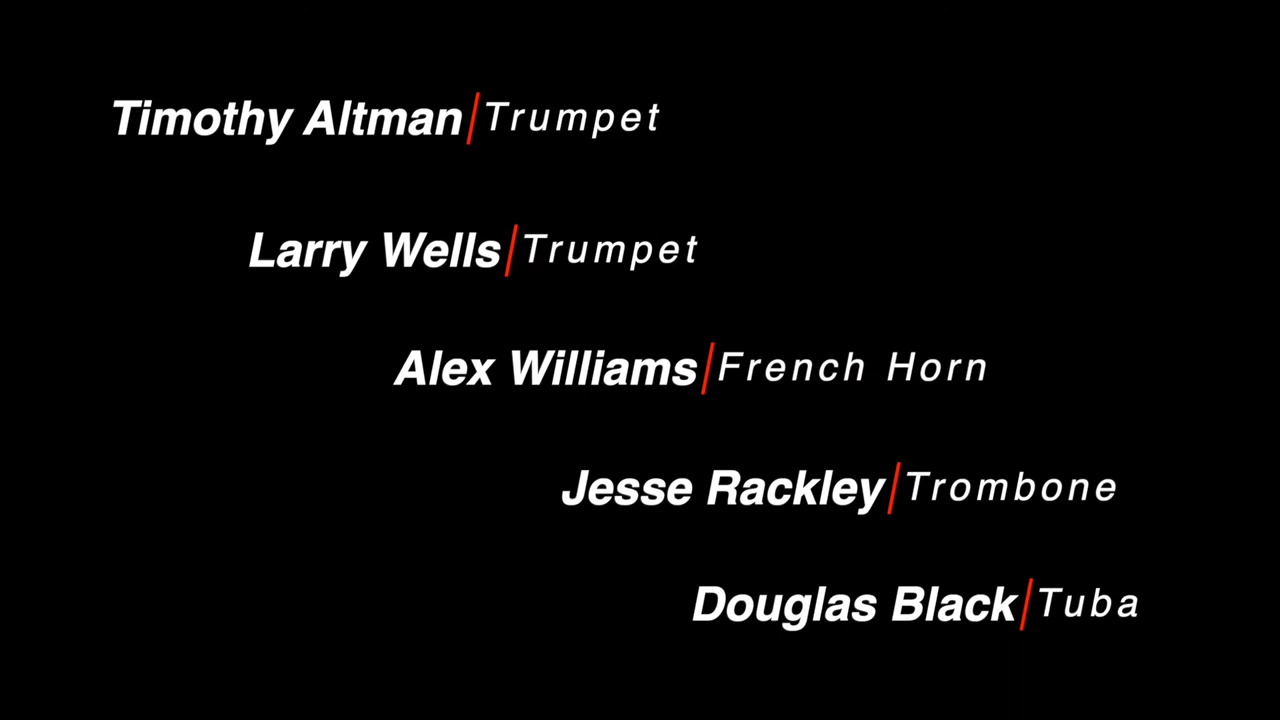 Timothy Altman/Trumpet
Larry Wells/Trumpet
Alex Williams/French Horn
Jesse Rackley/Trombone
Douglas Black/Tuba